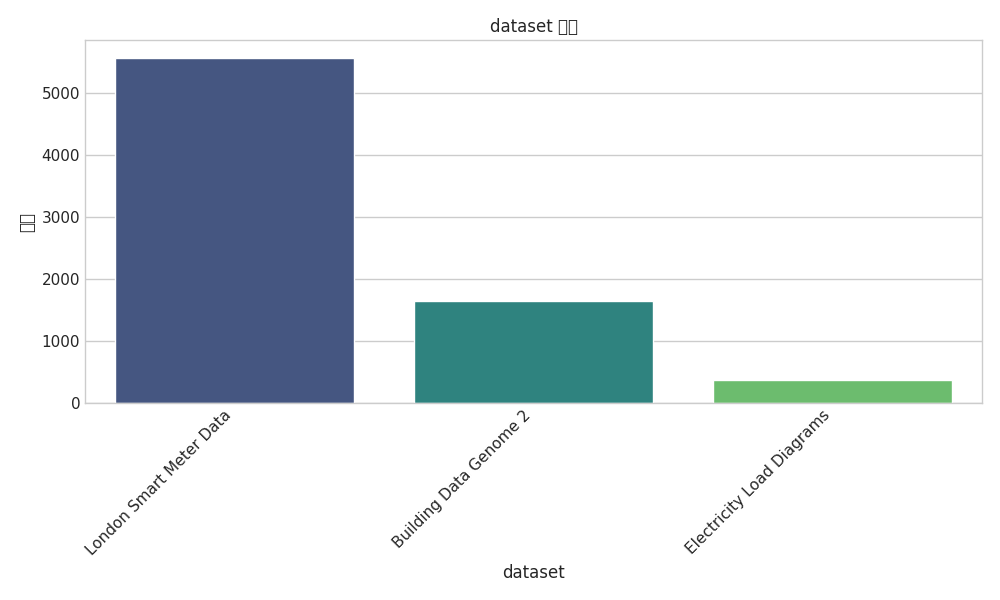 dataset
5000
4000
3000
2000
1000
0
London Smart Meter Data
Building Data Genome 2
Electricity Load Diagrams
dataset